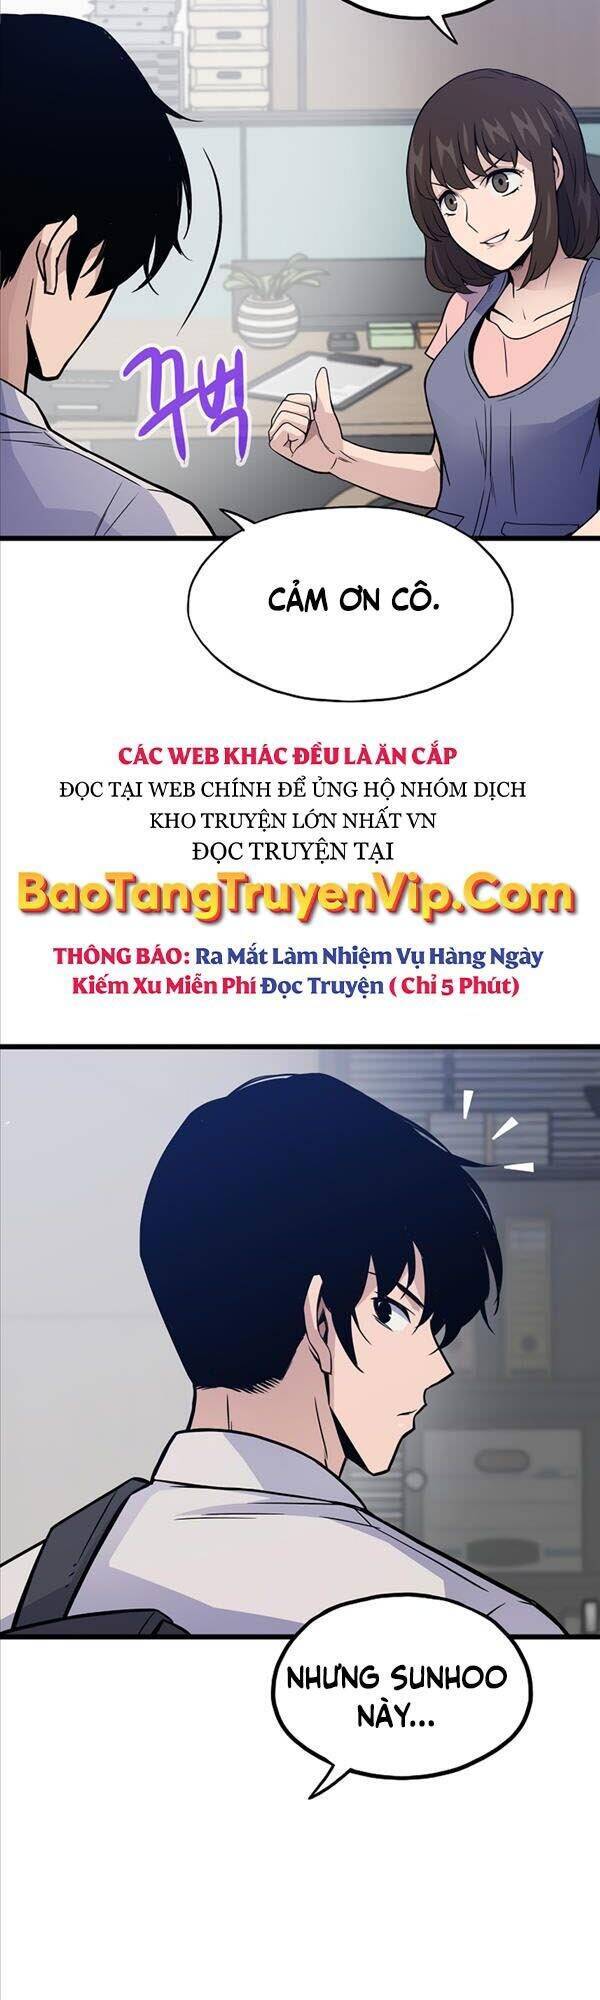 꾸벅
CẢM ƠN CÔ.
CÁC WEB KHÁC ĐỀU LÀ ĂN CẮP
ĐỌC TẠI WEB CHÍNH ĐỂ ỦNG HỘ NHÓM DỊCH
KHO TRUYỆN LỚN NHẤT VN
ĐỌC TRUYỆN TẠI
BaoTangTruyenVip.Com
THÔNG BÁO: Ra Mắt Làm Nhiệm Vụ Hàng Ngày
Kiếm Xu Miễn Phí Đọc Truyện ( Chỉ 5 Phút)
NHƯNG SUNHOO
NÀY...